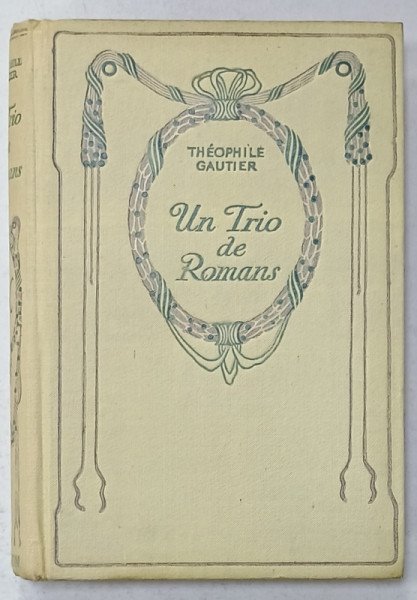 THÉOPHILE
GAUTIER
Un Trio
de
Romans